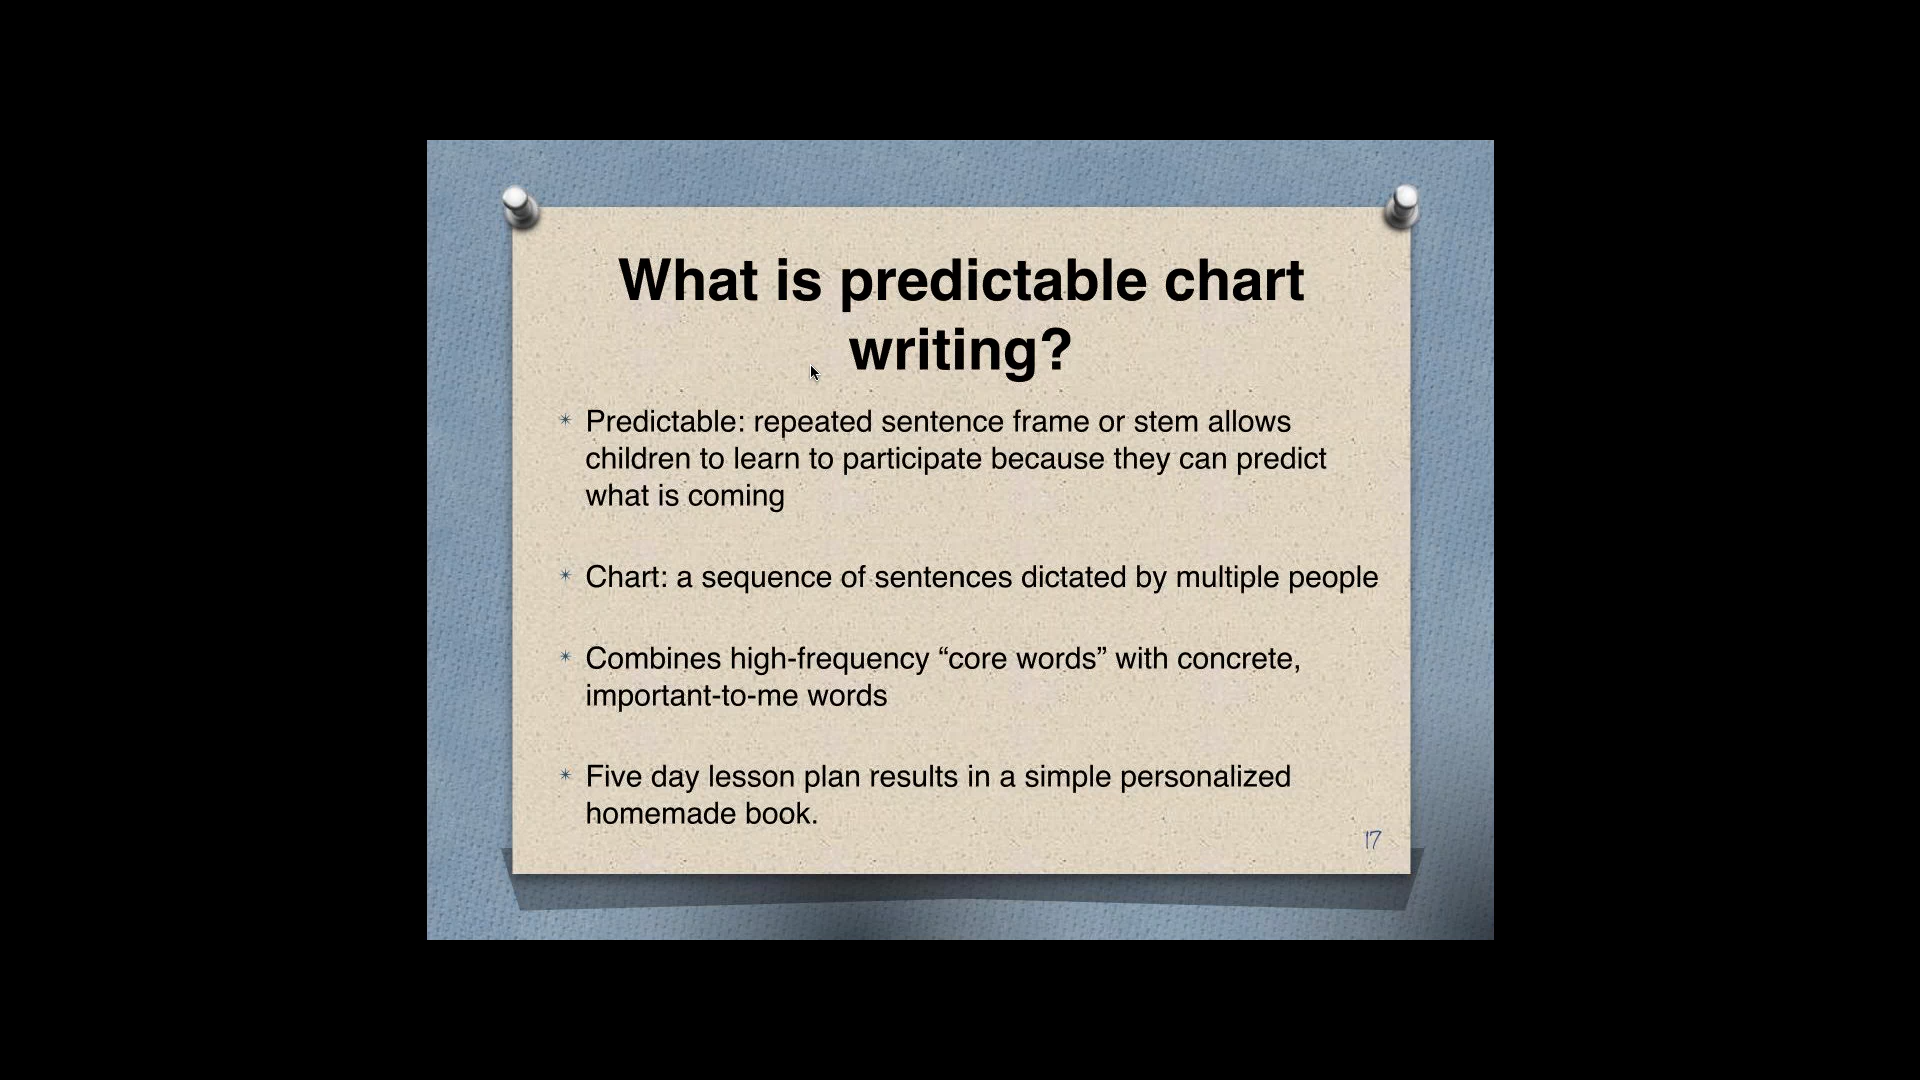 What is predictable chart
writing?
Predictable: repeated sentence frame or stem allows
children to learn to participate because they can predict
what is coming
Chart: a sequence of sentences dictated by multiple people
Combines high-frequency “core words” with concrete,
important-to-me words
Five day lesson plan results in a simple personalized
homemade book.
17